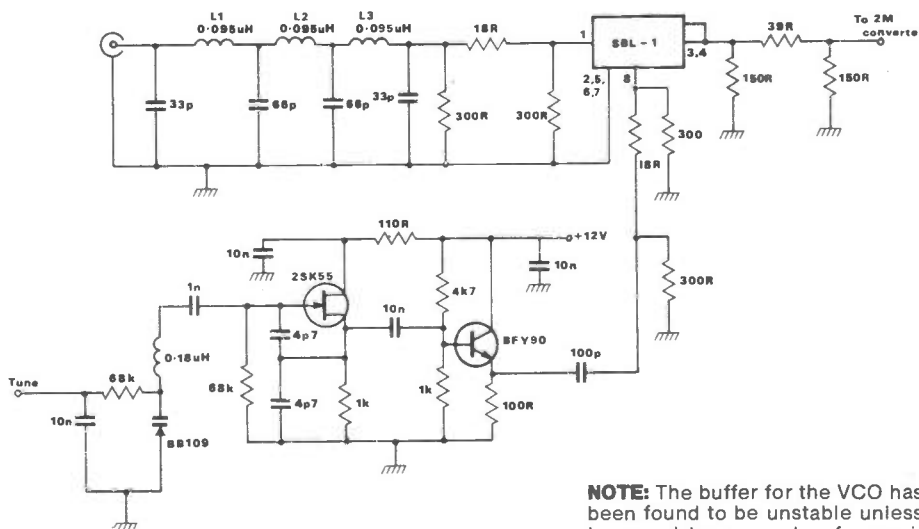 L1
0.095uH
L2
0.095uH
L3
0.095uH
18R
1
SBL-1
3,4
39R
To 2M
converte
33p
66p
66p
33p
300R
300R
2,5,
6,7
8
150R
150R
18R
300
110R
+12V
10n
2SK55
10n
300R
1n
4k7
10n
4p7
BFY90
100p
0.18uH
Tune
68k
68k
4p7
1k
1k
100R
10n
BB109
NOTE: The buffer for the VCO has
been found to be unstable unless